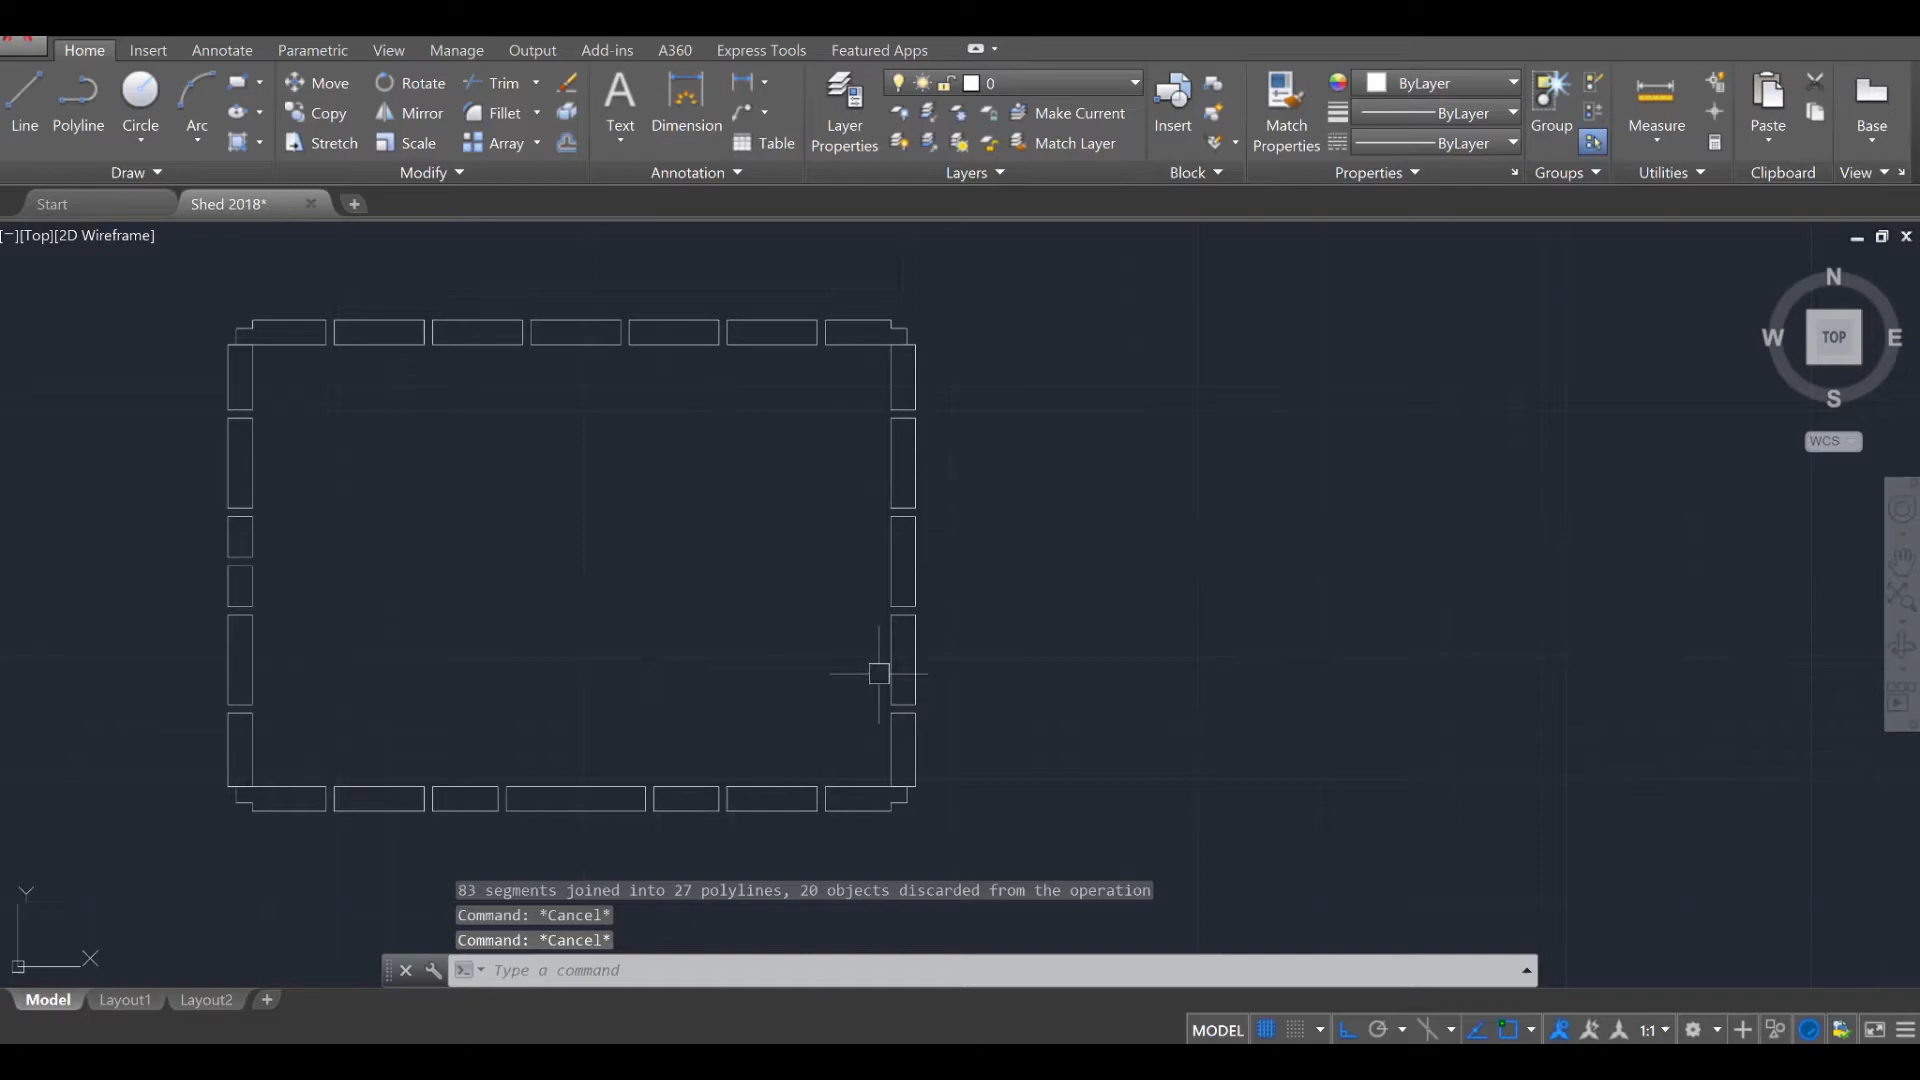 Home Insert Annotate Parametric View Manage Output Add-ins A360 Express Tools Featured Apps
Move Rotate Trim 0 ByLayer
Copy Mirror Fillet Make Current ByLayer
Line Polyline Circle Arc Text Dimension Layer Properties Insert Match Properties Group Measure Paste Base
Stretch Scale Array Table Match Layer ByLayer
Draw Modify Annotation Layers Block Properties Groups Utilities Clipboard View
Start Shed 2018*
[−][Top][2D Wireframe]
N
W TOP E
S
WCS
83 segments joined into 27 polylines, 20 objects discarded from the operation
Command: *Cancel*
Command: *Cancel*
Y
X
Type a command
Model Layout1 Layout2
MODEL 1:1